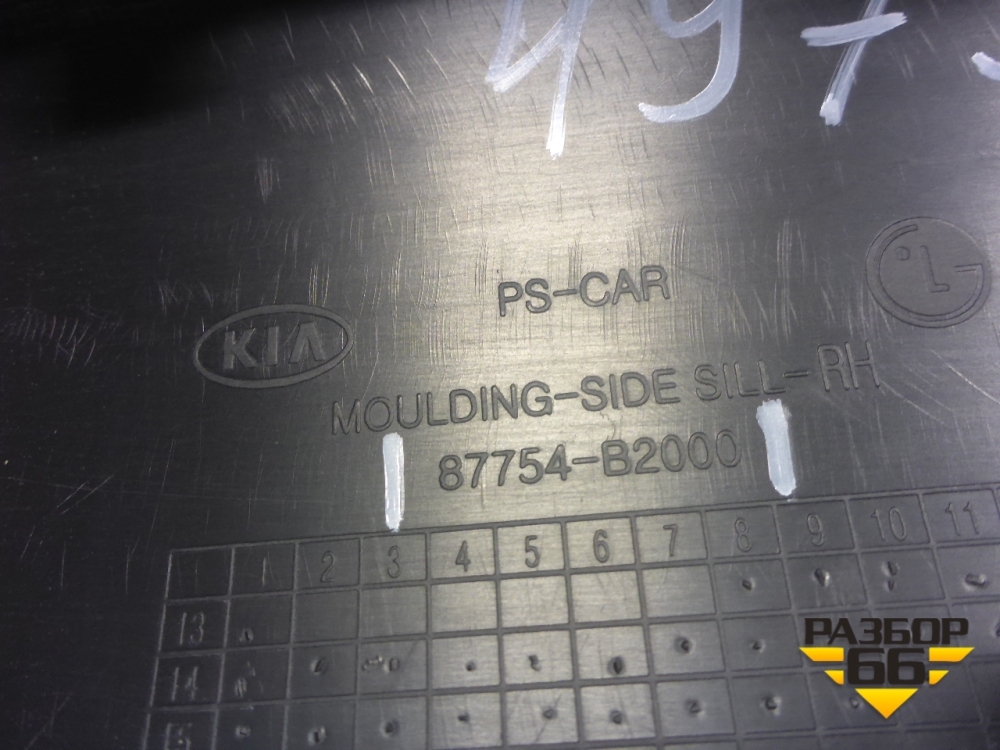 49-
PS-CAR
L
KIA
MOULDING-SIDE SILL-RH
87754-B2000
1 2 3 4 5 6 7 8 9 10 11
13
14
15
РАЗБОР
66